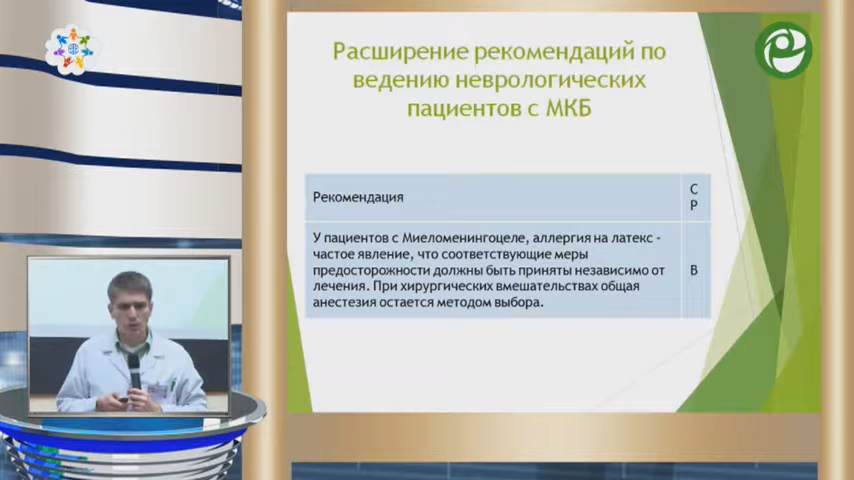 Расширение рекомендаций по
ведению неврологических
пациентов с МКБ
Рекомендация
С
Р
У пациентов с Миеломенингоцеле, аллергия на латекс –
частое явление, что соответствующие меры
предосторожности должны быть приняты независимо от
лечения. При хирургических вмешательствах общая
анестезия остается методом выбора.
В